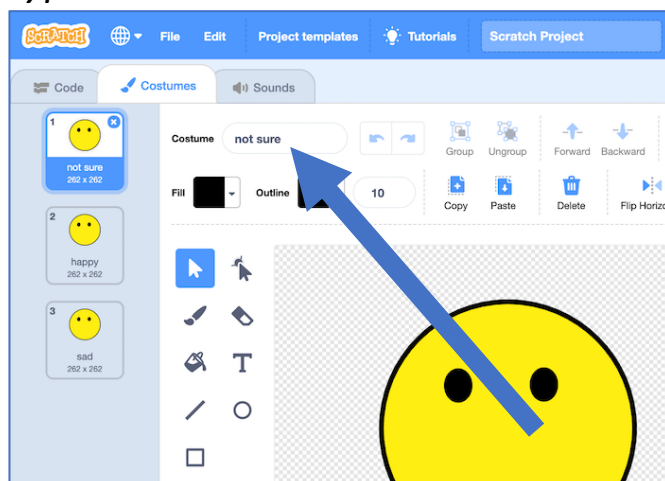 SCRATCH File Edit Project templates Tutorials Scratch Project
Code Costumes Sounds
1
not sure
262 x 262
2
happy
262 x 262
3
sad
262 x 262
Costume not sure
Group Ungroup Forward Backward
Fill Outline 10
Copy Paste Delete Flip Horizo
T